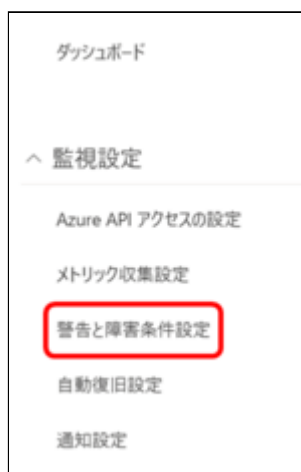 ダッシュボード
監視設定
Azure API アクセスの設定
メトリック収集設定
警告と障害条件設定
自動復旧設定
通知設定